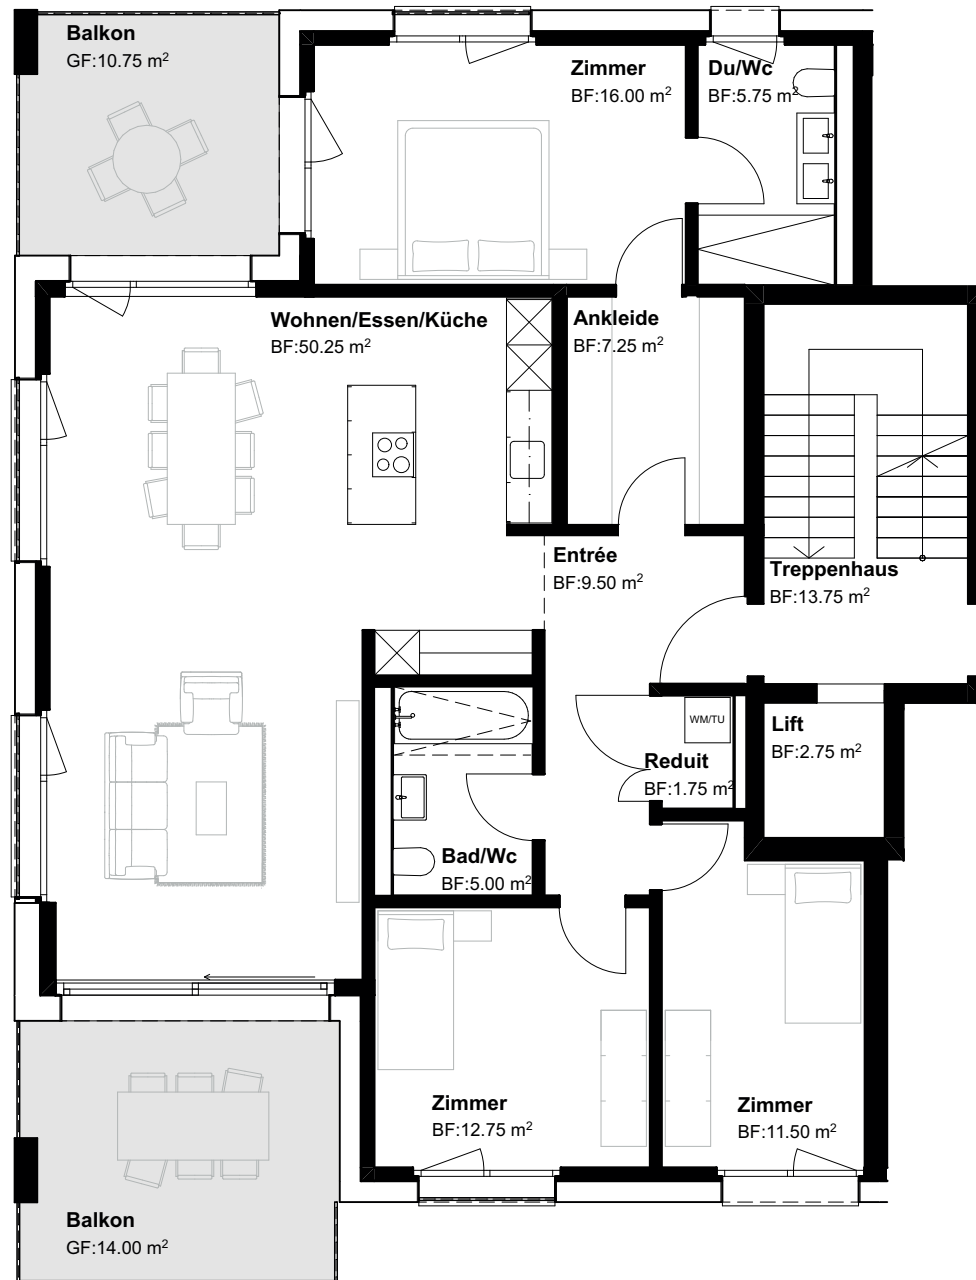 Balkon
GF:10.75 m²
Zimmer
BF:16.00 m²
Du/Wc
BF:5.75 m²
Wohnen/Essen/Küche
BF:50.25 m²
Ankleide
BF:7.25 m²
Entrée
BF:9.50 m²
Treppenhaus
BF:13.75 m²
WM/TU
Lift
BF:2.75 m²
Reduit
BF:1.75 m²
Bad/Wc
BF:5.00 m²
Zimmer
BF:12.75 m²
Zimmer
BF:11.50 m²
Balkon
GF:14.00 m²